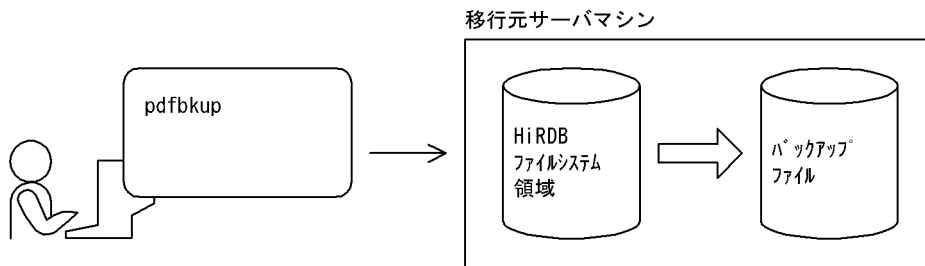 移行元サーバマシン
pdfbkup
HiRDB
ﾌｧｲﾙｼｽﾃﾑ
領域
ﾊﾞｯｸｱｯﾌﾟ
ﾌｧｲﾙ